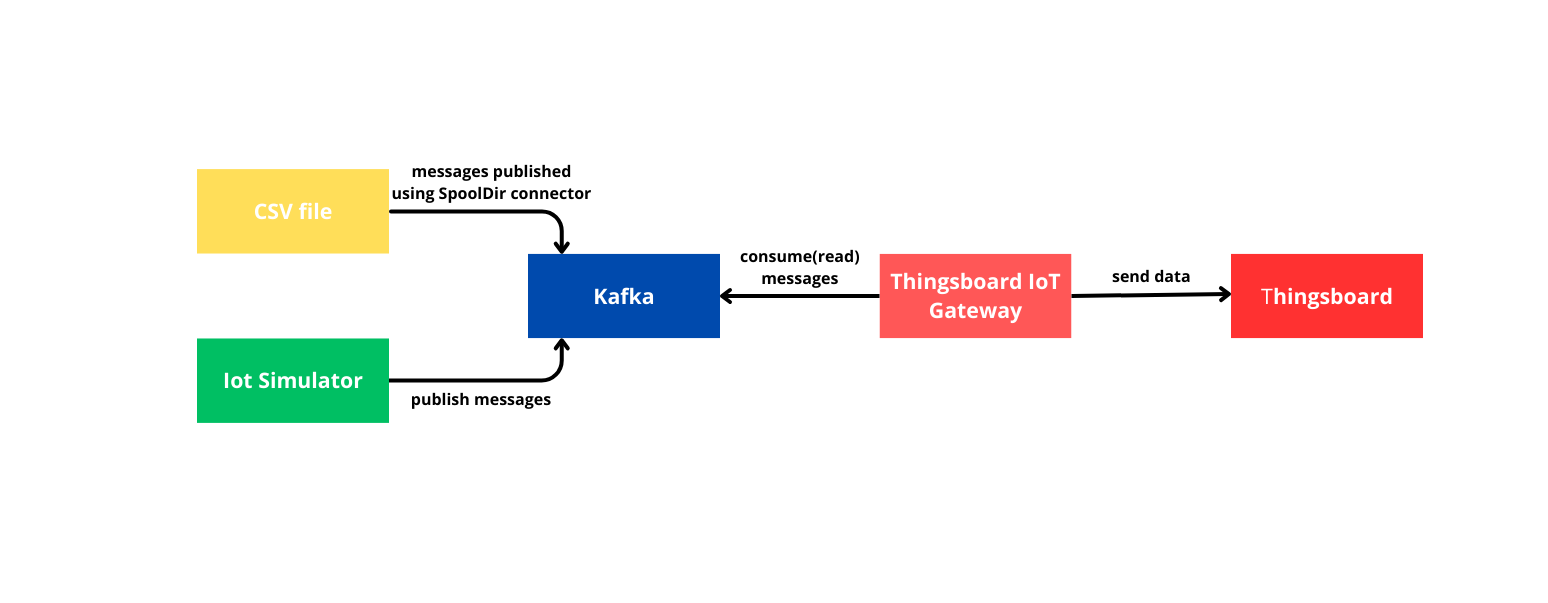 messages published
using SpoolDir connector
CSV file
consume(read)
messages
Kafka
Thingsboard IoT
Gateway
send data
Thingsboard
Iot Simulator
publish messages